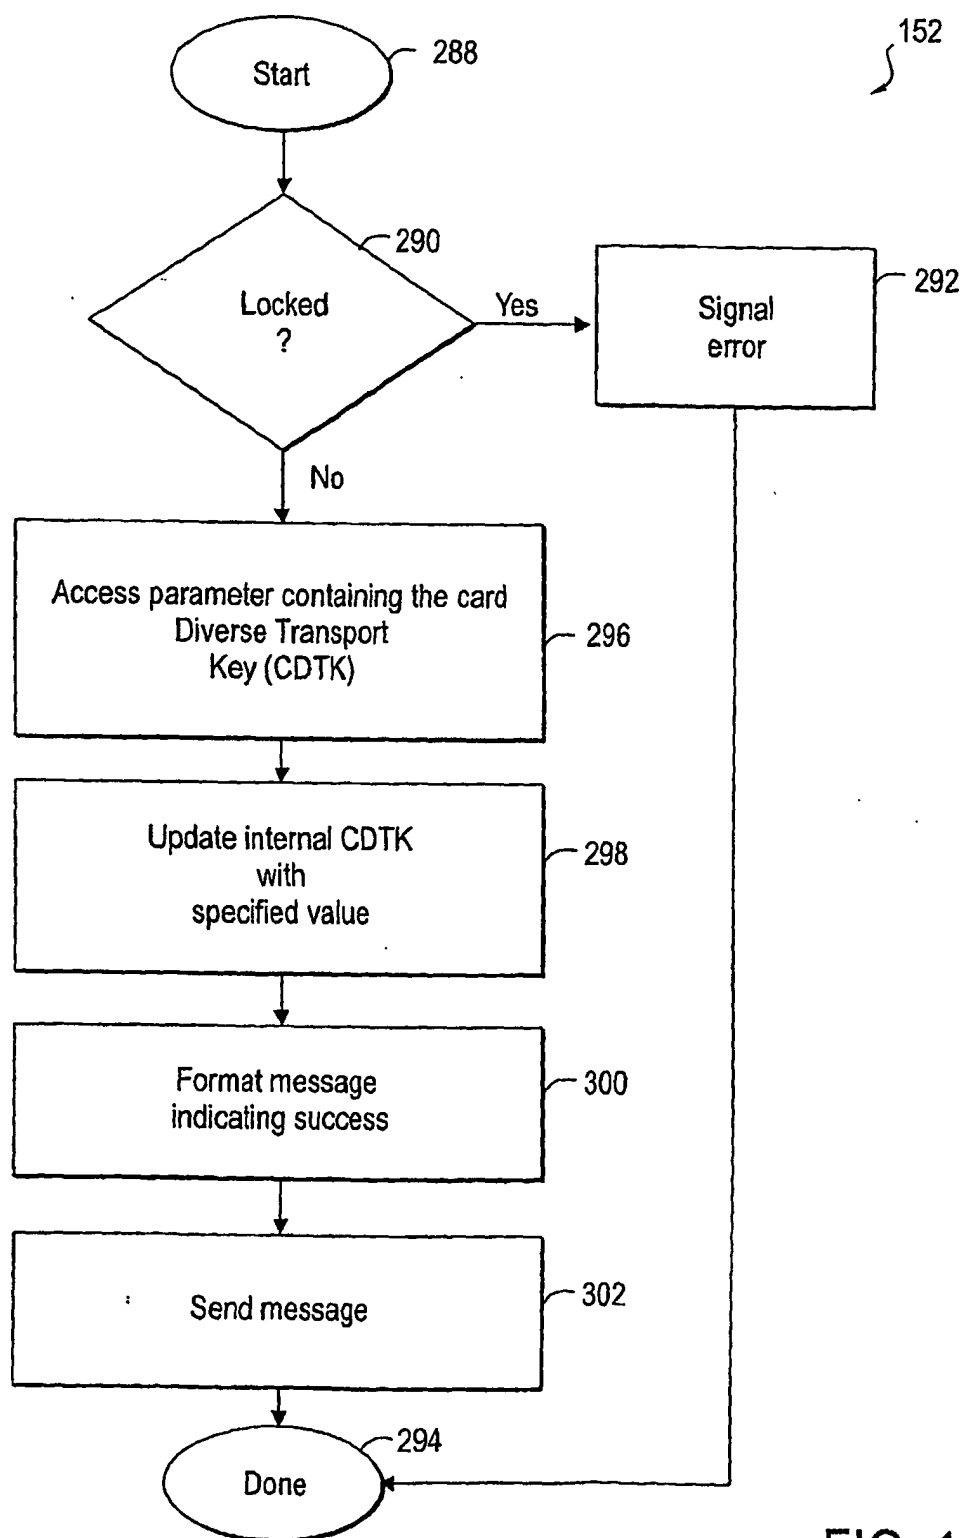 Start
288
152
290
Locked
?
Yes
Signal
error
292
No
Access parameter containing the card
Diverse Transport
Key (CDTK)
296
Update internal CDTK
with
specified value
298
Format message
indicating success
300
Send message
302
294
Done